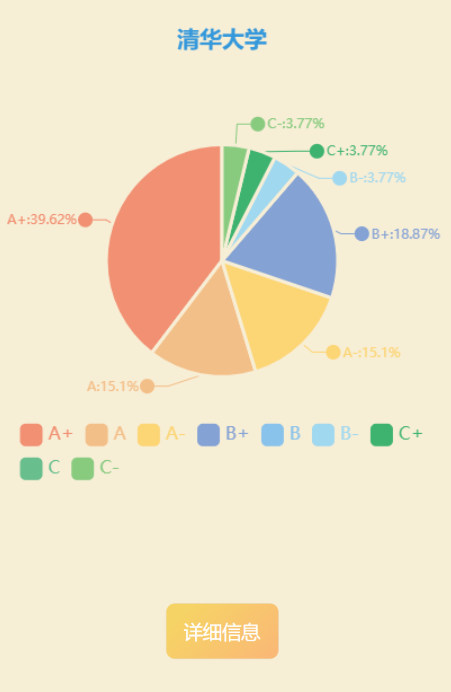 清华大学
C-:3.77%
C+:3.77%
B-:3.77%
A+:39.62%
B+:18.87%
A-:15.1%
A:15.1%
A+ A A- B+ B B- C+
C C-
详细信息